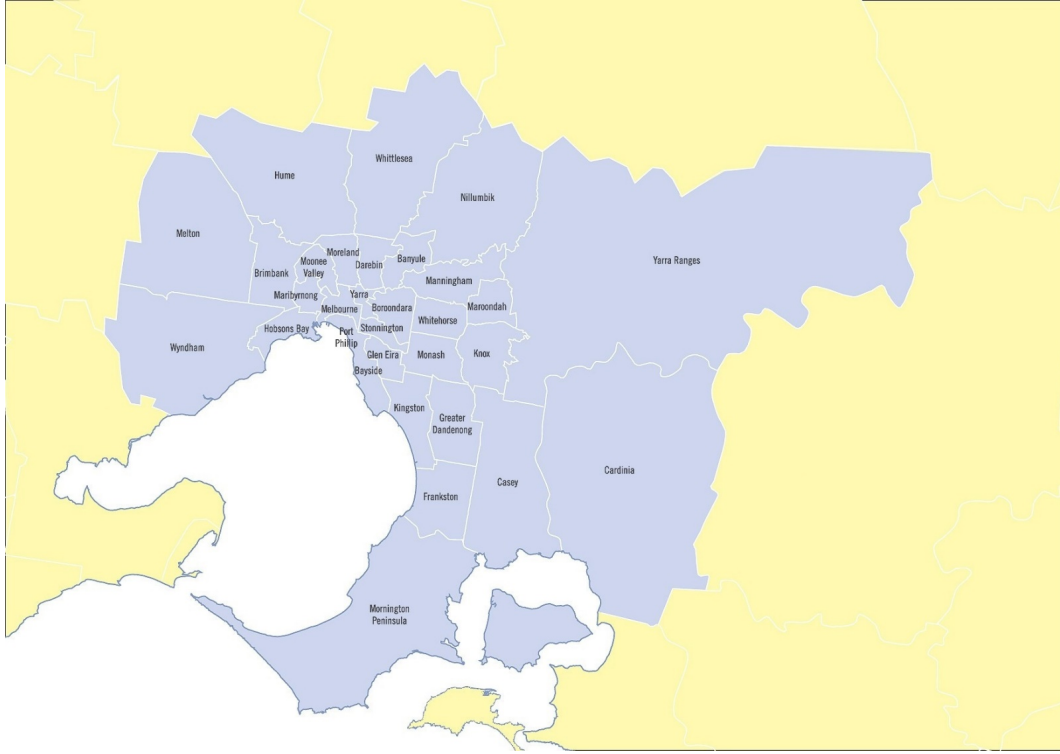 Whittlesea
Hume
Nillumbik
Melton
Moreland
Moonee
Valley
Darebin
Banyule
Yarra Ranges
Brimbank
Manningham
Maribyrnong
Yarra
Melbourne
Boroondara
Maroondah
Whitehorse
Hobsons Bay
Port
Phillip
Stonnington
Wyndham
Glen Eira
Monash
Knox
Bayside
Kingston
Greater
Dandenong
Cardinia
Casey
Frankston
Mornington
Peninsula